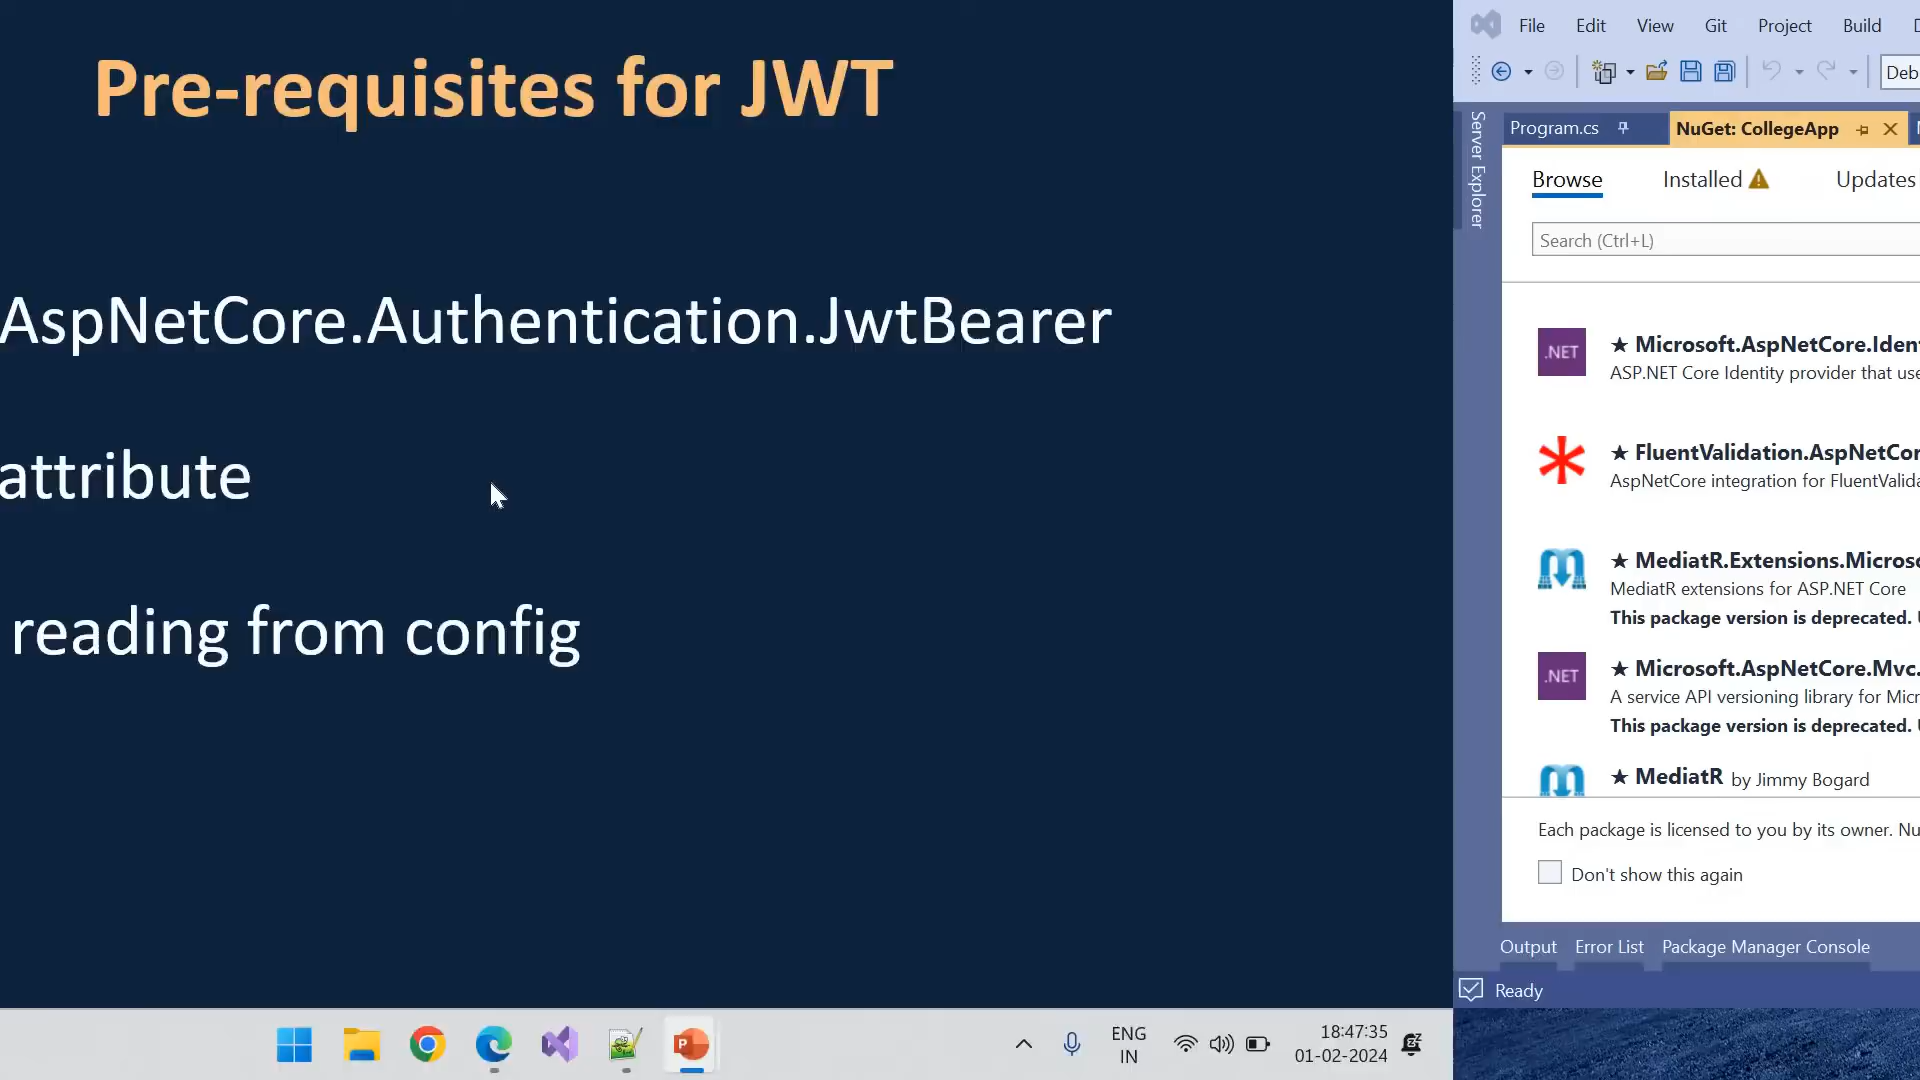 Pre-requisites for JWT
AspNetCore.Authentication.JwtBearer
attribute
reading from config
File Edit View Git Project Build
Deb
Server Explorer
Program.cs
NuGet: CollegeApp
Browse Installed Updates
Search (Ctrl+L)
.NET
★ Microsoft.AspNetCore.Iden
ASP.NET Core Identity provider that use
★ FluentValidation.AspNetCor
AspNetCore integration for FluentValida
★ MediatR.Extensions.Microso
MediatR extensions for ASP.NET Core
This package version is deprecated.
.NET
★ Microsoft.AspNetCore.Mvc.
A service API versioning library for Micr
This package version is deprecated.
★ MediatR by Jimmy Bogard
Each package is licensed to you by its owner. Nu
Don't show this again
Output Error List Package Manager Console
Ready
ENG
IN
18:47:35
01-02-2024